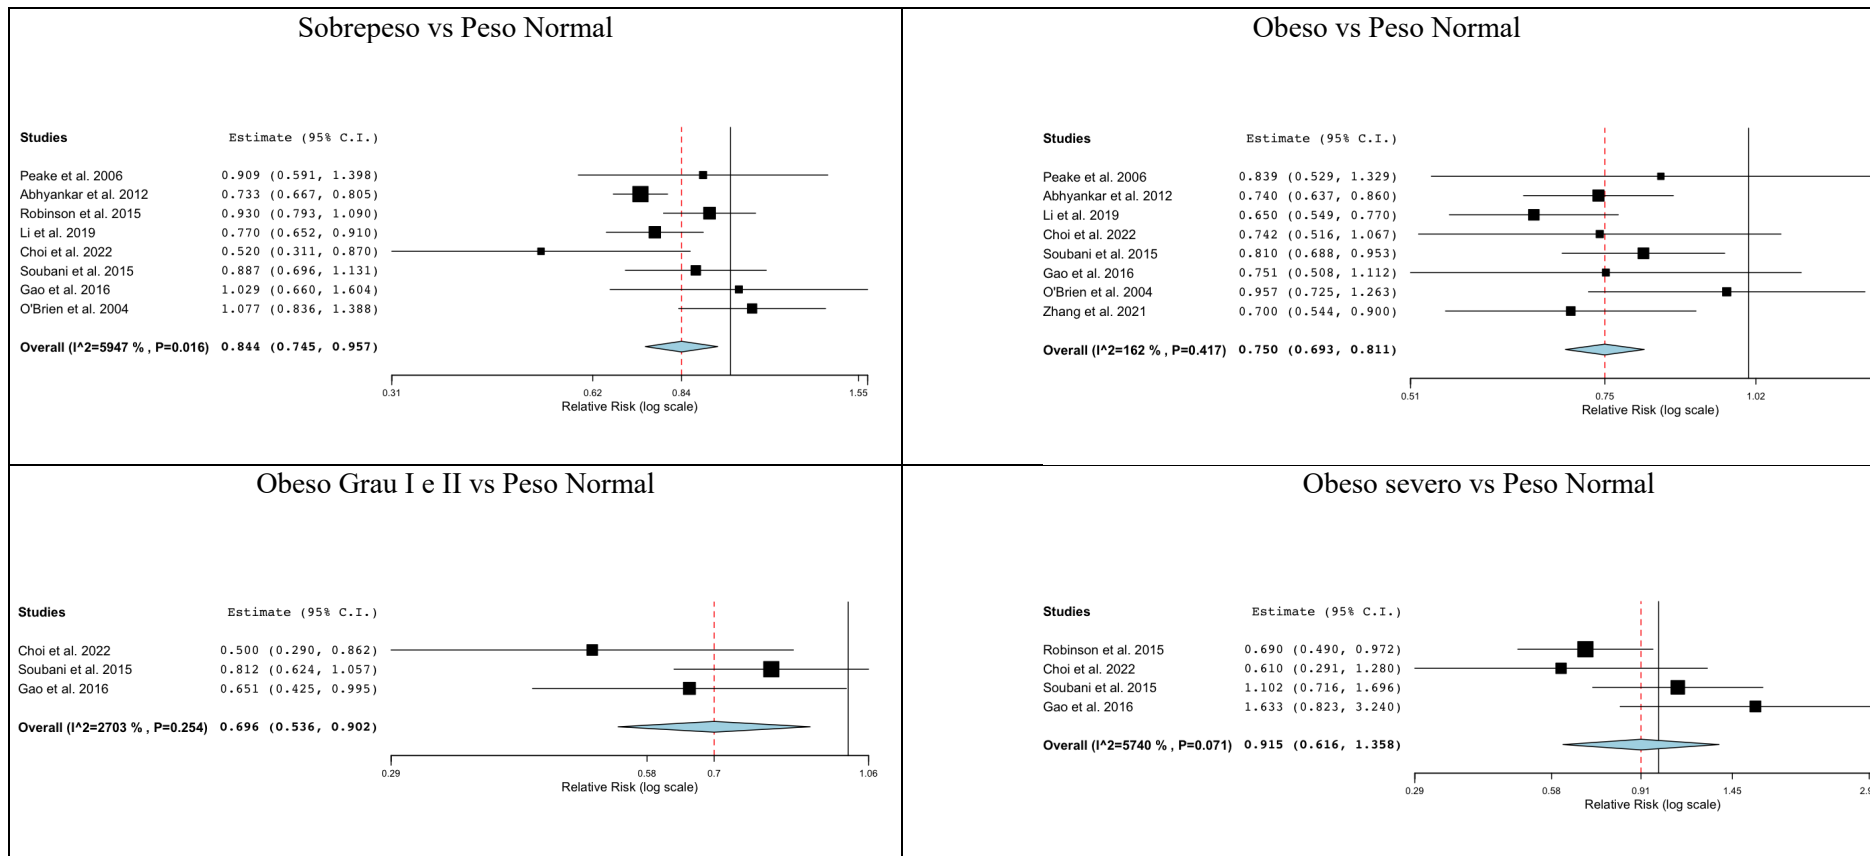 Sobrepeso vs Peso Normal
Studies Estimate (95% C.I.)
Peake et al. 2006 0.909 (0.591, 1.398)
Abhyankar et al. 2012 0.733 (0.667, 0.805)
Robinson et al. 2015 0.930 (0.793, 1.090)
Li et al. 2019 0.770 (0.652, 0.910)
Choi et al. 2022 0.520 (0.311, 0.870)
Soubani et al. 2015 0.887 (0.696, 1.131)
Gao et al. 2016 1.029 (0.660, 1.604)
O'Brien et al. 2004 1.077 (0.836, 1.388)
Overall (I^2=5947 % , P=0.016) 0.844 (0.745, 0.957)
0.31 0.62 0.84 1.55
Relative Risk (log scale)
Obeso vs Peso Normal
Studies Estimate (95% C.I.)
Peake et al. 2006 0.839 (0.529, 1.329)
Abhyankar et al. 2012 0.740 (0.637, 0.860)
Li et al. 2019 0.650 (0.549, 0.770)
Choi et al. 2022 0.742 (0.516, 1.067)
Soubani et al. 2015 0.810 (0.688, 0.953)
Gao et al. 2016 0.751 (0.508, 1.112)
O'Brien et al. 2004 0.957 (0.725, 1.263)
Zhang et al. 2021 0.700 (0.544, 0.900)
Overall (I^2=162 % , P=0.417) 0.750 (0.693, 0.811)
0.51 0.75 1.02
Relative Risk (log scale)
Obeso Grau I e II vs Peso Normal
Studies Estimate (95% C.I.)
Choi et al. 2022 0.500 (0.290, 0.862)
Soubani et al. 2015 0.812 (0.624, 1.057)
Gao et al. 2016 0.651 (0.425, 0.995)
Overall (I^2=2703 % , P=0.254) 0.696 (0.536, 0.902)
0.29 0.58 0.7 1.06
Relative Risk (log scale)
Obeso severo vs Peso Normal
Studies Estimate (95% C.I.)
Robinson et al. 2015 0.690 (0.490, 0.972)
Choi et al. 2022 0.610 (0.291, 1.280)
Soubani et al. 2015 1.102 (0.716, 1.696)
Gao et al. 2016 1.633 (0.823, 3.240)
Overall (I^2=5740 % , P=0.071) 0.915 (0.616, 1.358)
0.29 0.58 0.91 1.45
Relative Risk (log scale)